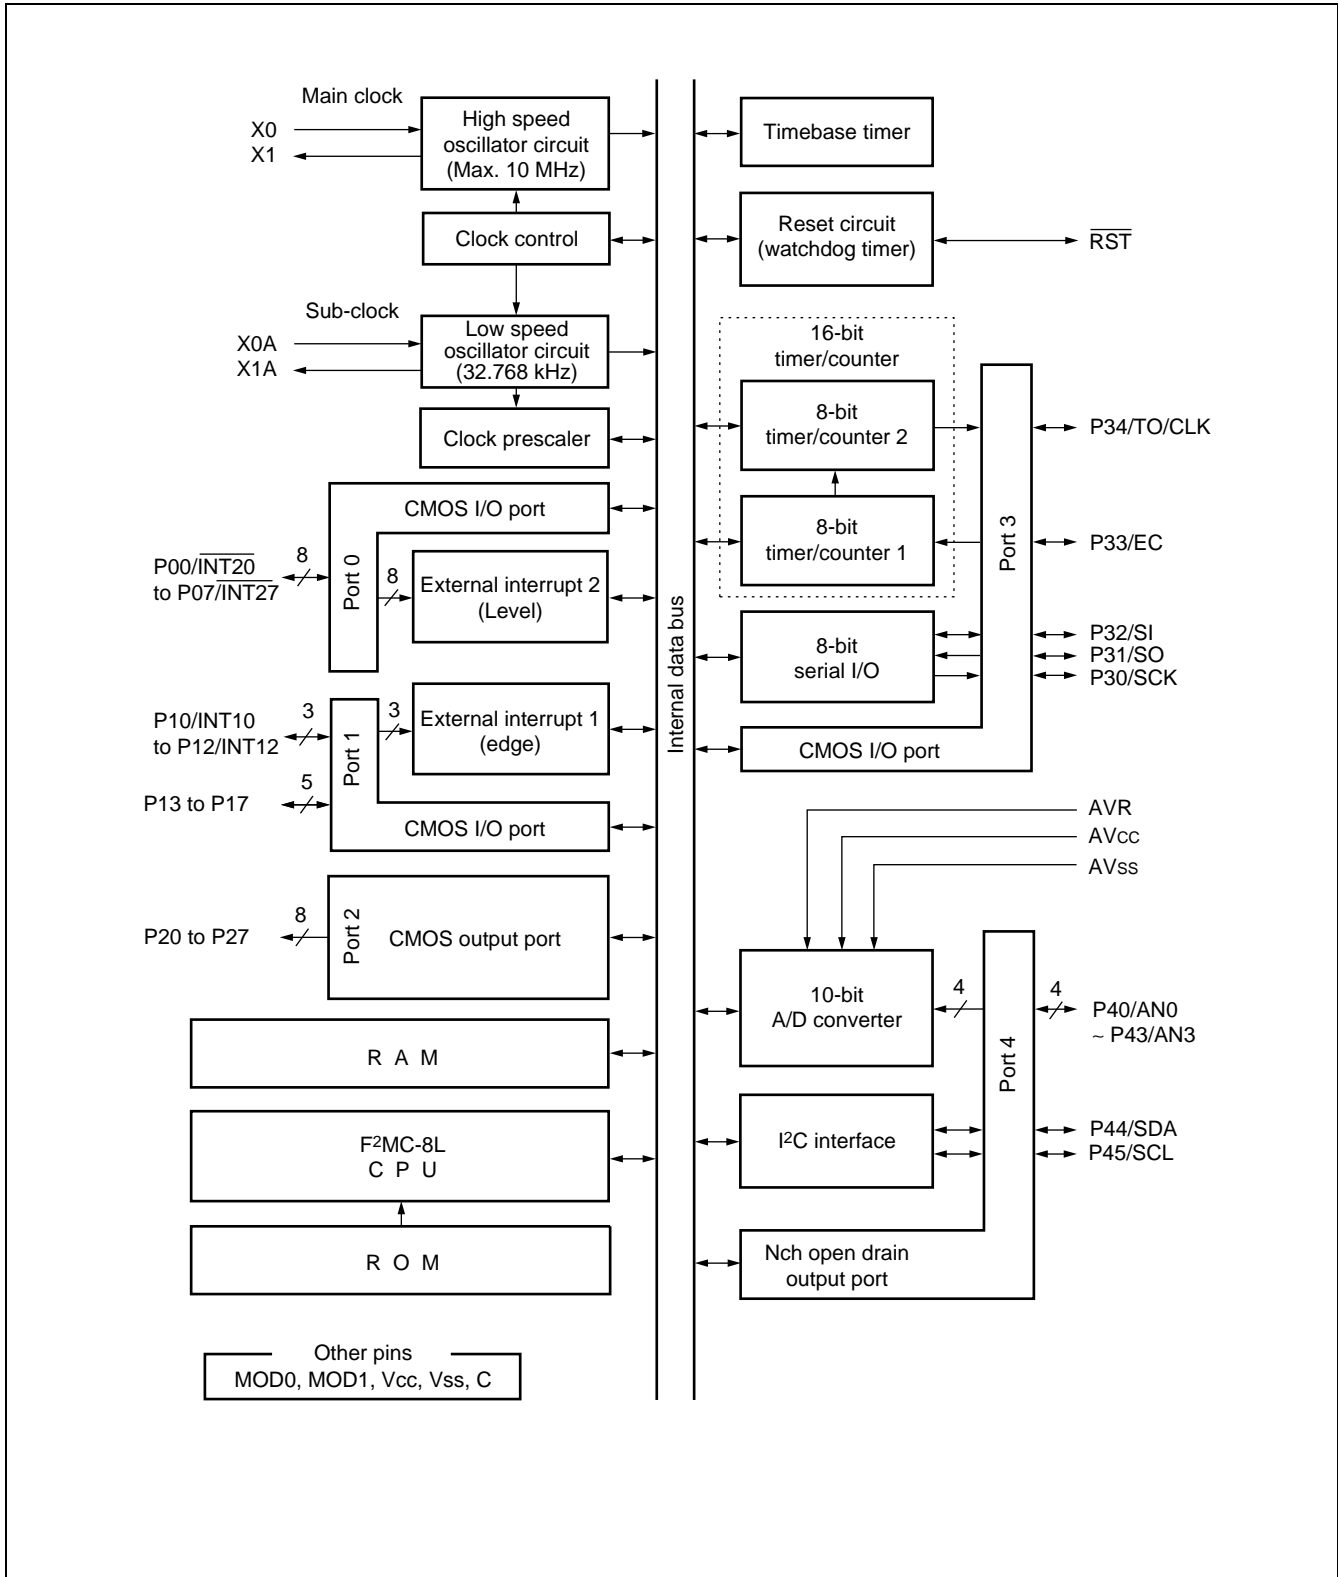 Main clock
X0
X1
High speed
oscillator circuit
(Max. 10 MHz)
Clock control
Sub-clock
X0A
X1A
Low speed
oscillator circuit
(32.768 kHz)
Clock prescaler
CMOS I/O port
Port 0
P00/INT20
to P07/INT27
8
8
External interrupt 2
(Level)
P10/INT10
to P12/INT12
3
3
External interrupt 1
(edge)
Port 1
P13 to P17
5
CMOS I/O port
P20 to P27
8
Port 2
CMOS output port
R A M
F²MC-8L
C P U
R O M
Other pins
MOD0, MOD1, Vcc, Vss, C
Internal data bus
Timebase timer
Reset circuit
(watchdog timer)
RST
16-bit
timer/counter
8-bit
timer/counter 2
8-bit
timer/counter 1
8-bit
serial I/O
CMOS I/O port
Port 3
P34/TO/CLK
P33/EC
P32/SI
P31/SO
P30/SCK
AVR
AVcc
AVss
10-bit
A/D converter
4
4
P40/AN0
~ P43/AN3
Port 4
I²C interface
P44/SDA
P45/SCL
Nch open drain
output port